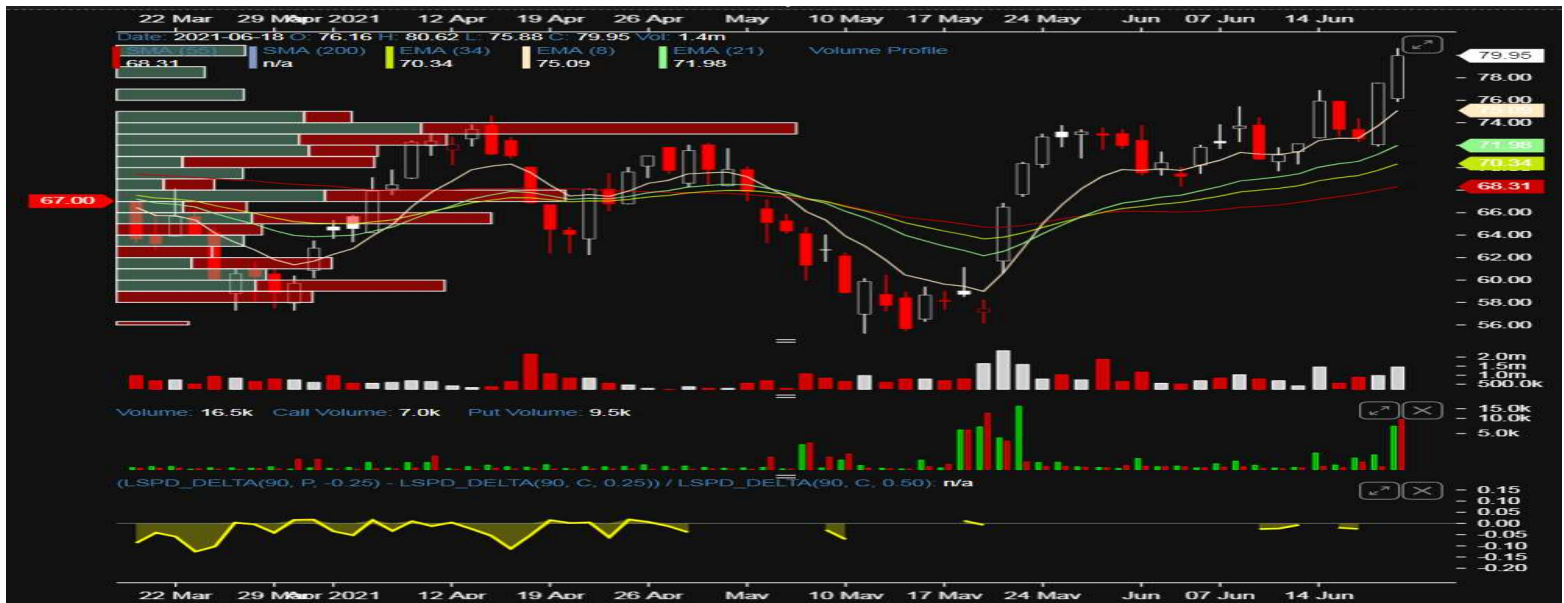 22 Mar 29 Mar Apr 2021 12 Apr 19 Apr 26 Apr May 10 May 17 May 24 May Jun 07 Jun 14 Jun
Date: 2021-06-18 O: 76.16 H: 80.62 L: 75.88 C: 79.95 Vol: 1.4m
SMA (55) SMA (200) EMA (34) EMA (8) EMA (21) Volume Profile
68.31 n/a 70.34 75.09 71.98
79.95
78.00
76.00
74.00
71.98
70.34
68.31
67.00
66.00
64.00
62.00
60.00
58.00
56.00
2.0m
1.5m
1.0m
500.0k
Volume: 16.5k Call Volume: 7.0k Put Volume: 9.5k
15.0k
10.0k
5.0k
(LSPD_DELTA(90, P, -0.25) - LSPD_DELTA(90, C, 0.25)) / LSPD_DELTA(90, C, 0.50): n/a
0.15
0.10
0.05
0.00
-0.05
-0.10
-0.15
-0.20
22 Mar 29 Mar Apr 2021 12 Apr 19 Apr 26 Apr May 10 May 17 May 24 May Jun 07 Jun 14 Jun